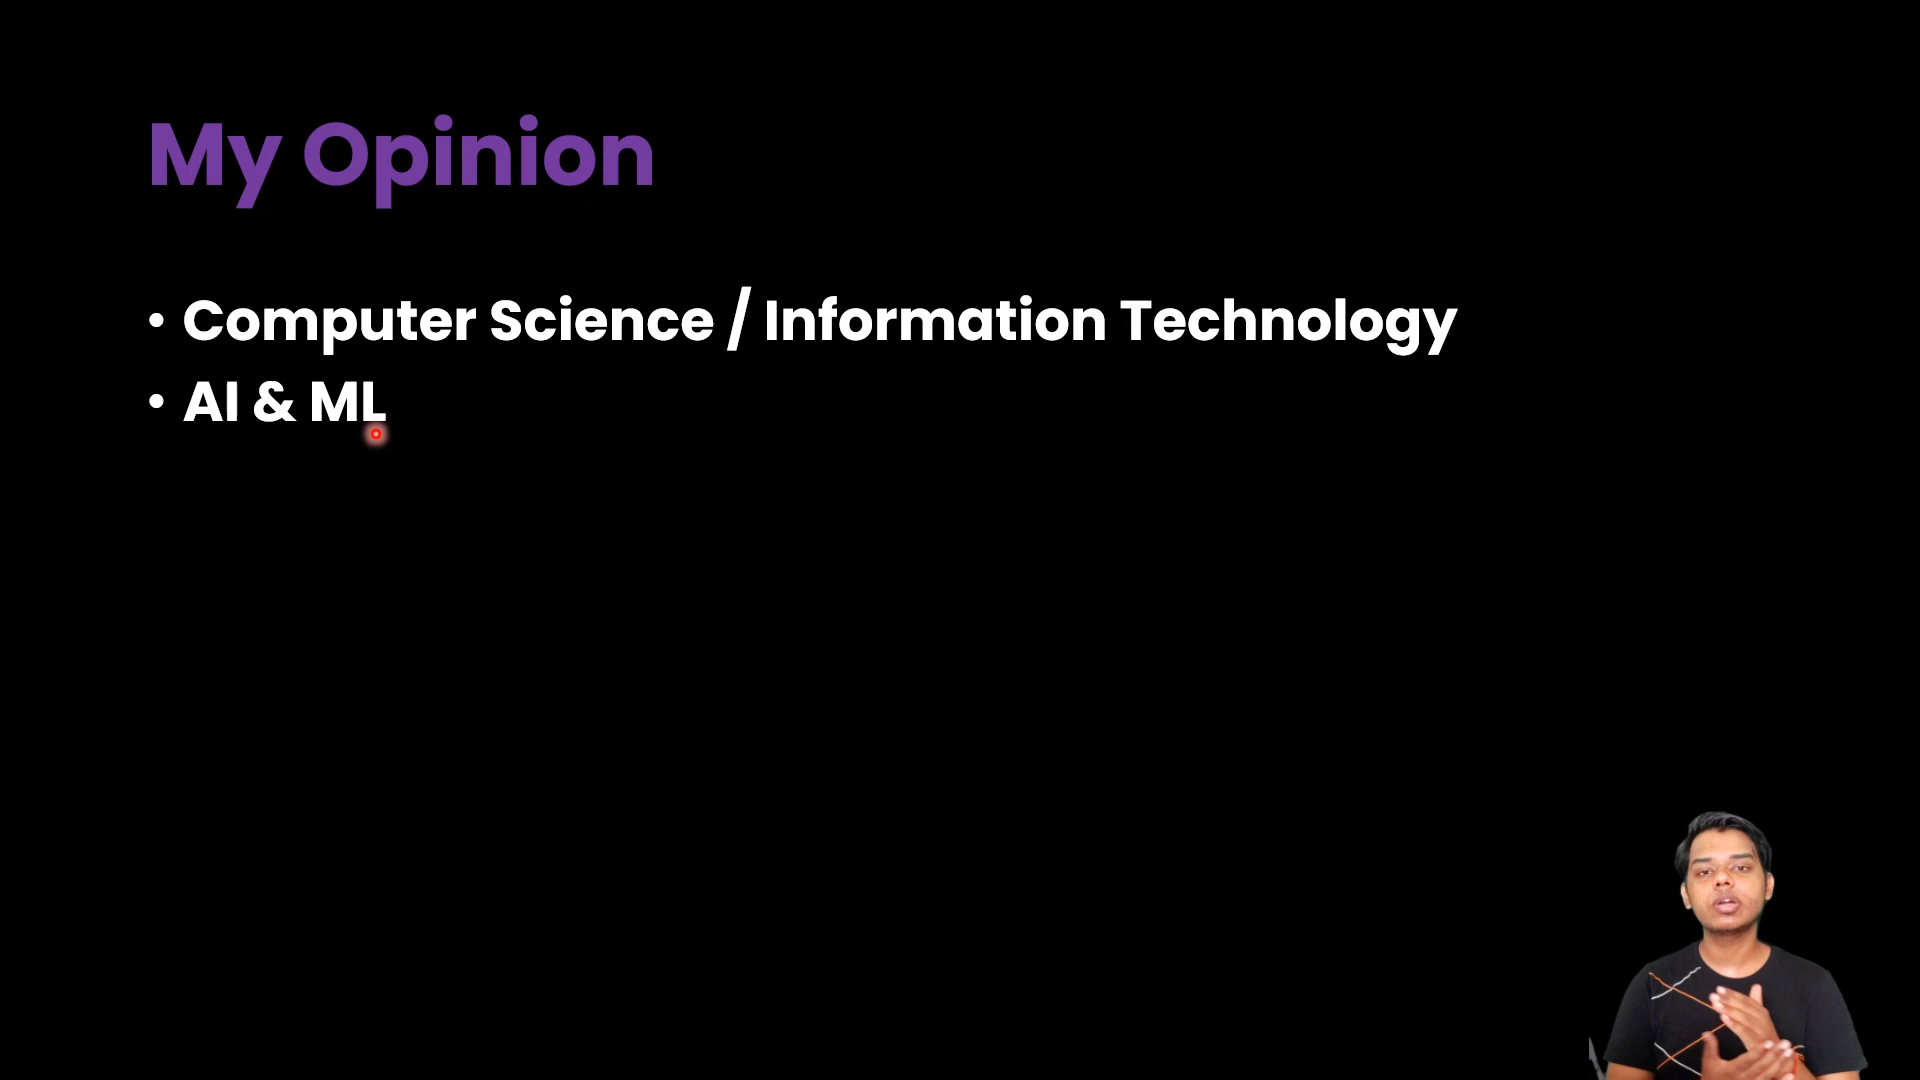 My Opinion
• Computer Science / Information Technology
• AI & ML